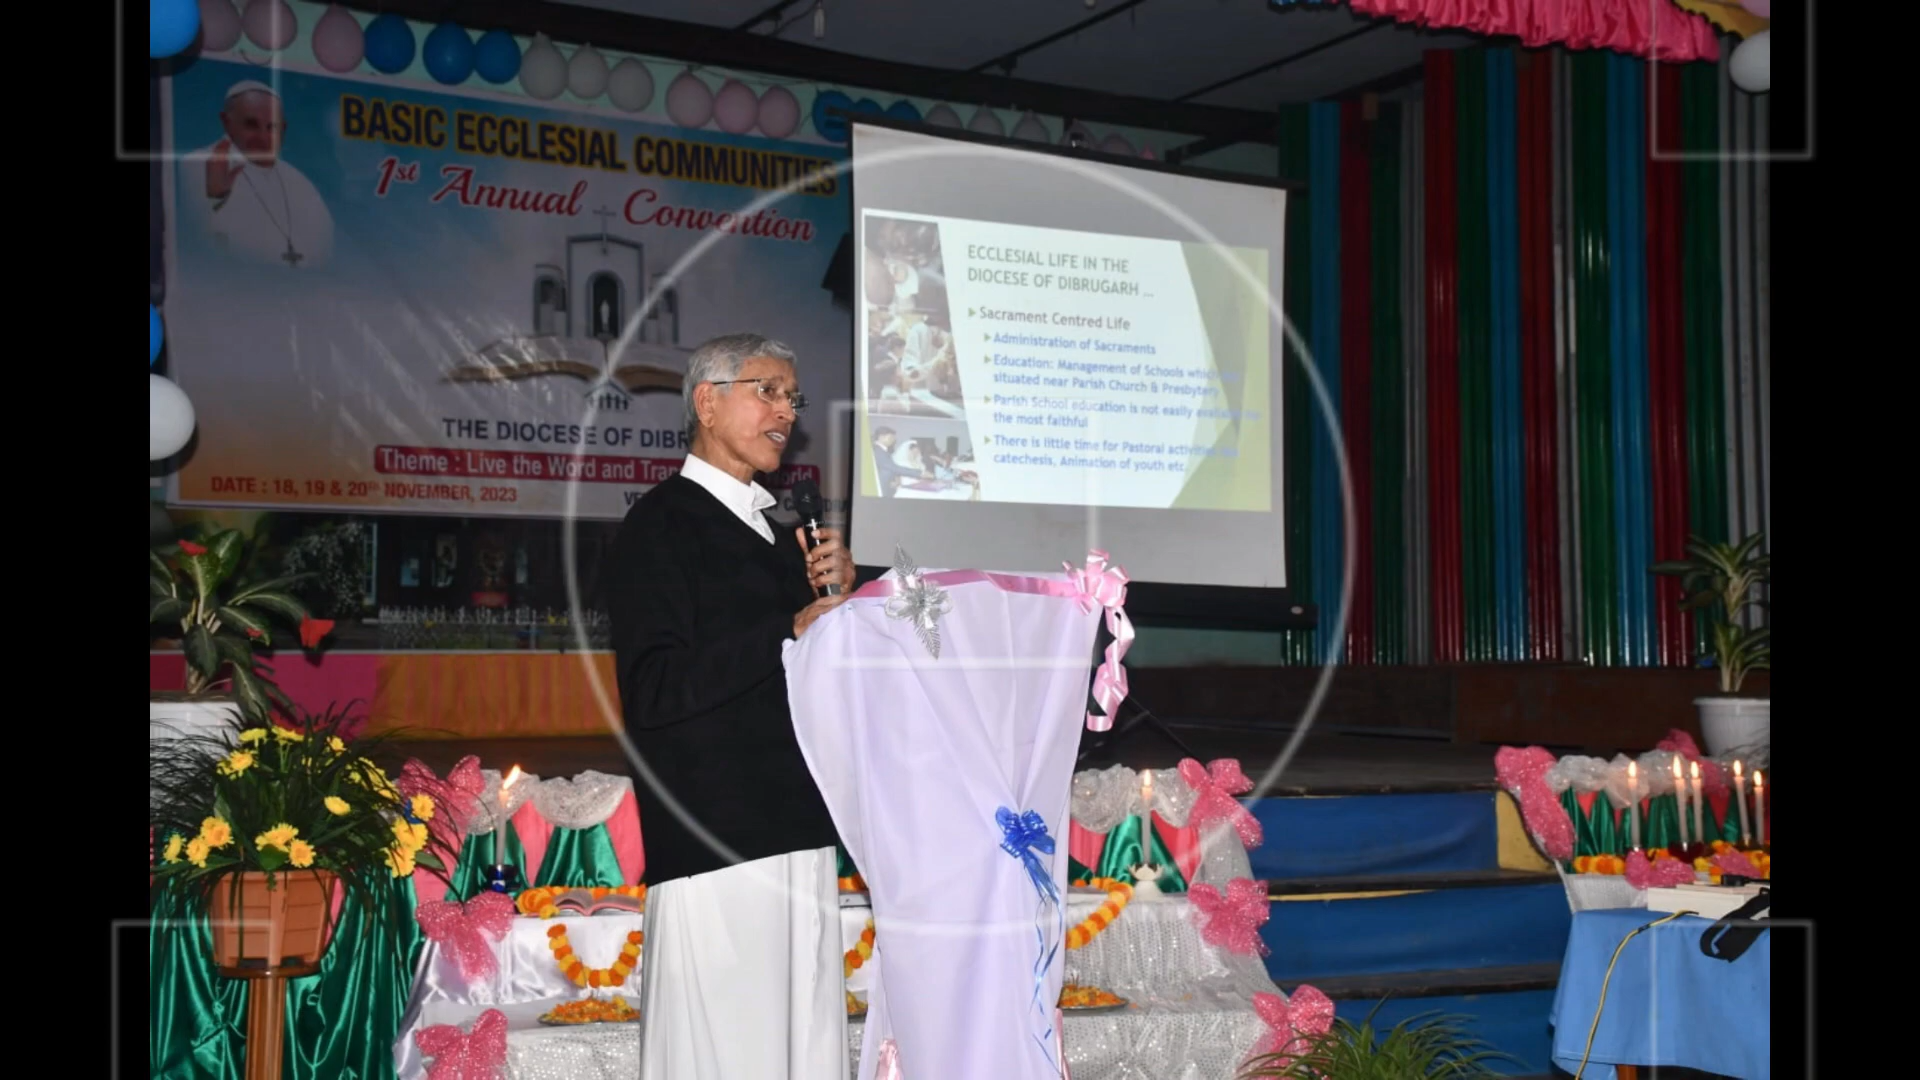 BASIC ECCLESIAL COMMUNITIES
1st Annual Convention
THE DIOCESE OF DIBR
Theme : Live the Word and Tran orld
DATE : 18, 19 & 20th NOVEMBER, 2023
ECCLESIAL LIFE IN THE
DIOCESE OF DIBRUGARH ...
Sacrament Centred Life
Administration of Sacraments
Education: Management of Schools
situated near Parish Church & Presbytery
Parish School education is not easily
the most faithful
There is little time for Pastoral
catechesis, Animation of youth etc.